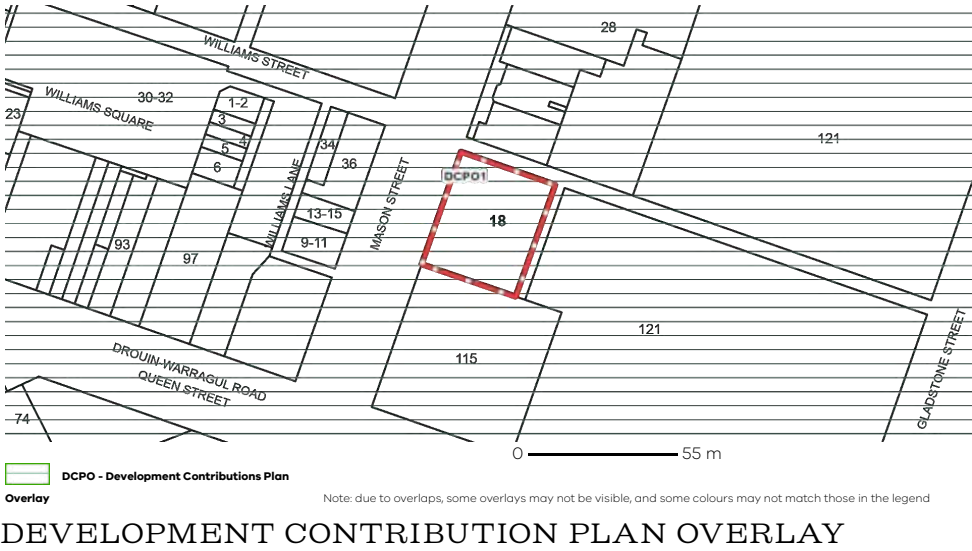 28
WILLIAMS STREET
30-32
WILLIAMS SQUARE
1-2
23
3
4
5
6
34
36
121
WILLIAMS LANE
MASON STREET
DCPO1
18
13-15
9-11
93
97
121
115
GLADSTONE STREET
DROUIN-WARRAGUL ROAD
QUEEN STREET
74
0 55 m
DCPO - Development Contributions Plan
Overlay
Note: due to overlaps, some overlays may not be visible, and some colours may not match those in the legend
DEVELOPMENT CONTRIBUTION PLAN OVERLAY